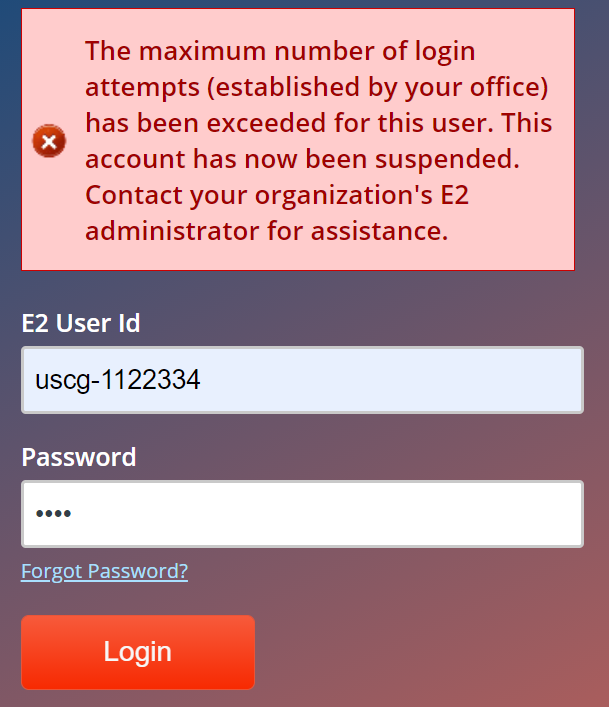 The maximum number of login
attempts (established by your office)
has been exceeded for this user. This
account has now been suspended.
Contact your organization's E2
administrator for assistance.
E2 User Id
uscg-1122334
Password
••••
Forgot Password?
Login